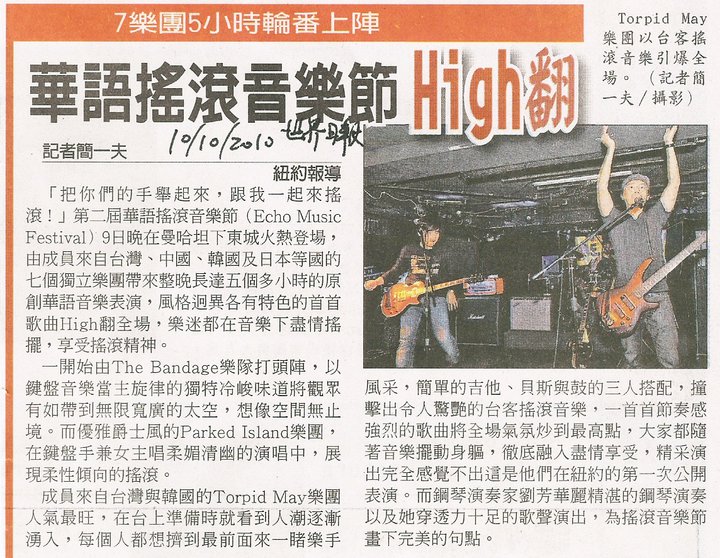 7樂團5小時輪番上陣
華語搖滾音樂節High翻
10/10/2010 世界日報
記者簡一夫
紐約報導
「把你們的手舉起來，跟我一起來搖
滾！」第二屆華語搖滾音樂節（Echo Music
Festival）9日晚在曼哈坦下東城火熱登場，
由成員來自台灣、中國、韓國及日本等國的
七個獨立樂團帶來整晚長達五個多小時的原
創華語音樂表演，風格迥異各有特色的首首
歌曲High翻全場，樂迷都在音樂下盡情搖
擺，享受搖滾精神。
一開始由The Bandage樂隊打頭陣，以
鍵盤音樂當主旋律的獨特冷峻味道將觀眾
有如帶到無限寬廣的太空，想像空間無止
境。而優雅爵士風的Parked Island樂團，
在鍵盤手兼女主唱柔媚清幽的演唱中，展
現柔性傾向的搖滾。
成員來自台灣與韓國的Torpid May樂團
人氣最旺，在台上準備時就看到人潮逐漸
湧入，每個人都想擠到最前面來一睹樂手
風采，簡單的吉他、貝斯與鼓的三人搭配，撞
擊出令人驚艷的台客搖滾音樂，一首首節奏感
強烈的歌曲將全場氣氛炒到最高點，大家都隨
著音樂擺動身軀，徹底融入盡情享受，精采演
出完全感覺不出這是他們在紐約的第一次公開
表演。而鋼琴演奏家劉芳華麗精湛的鋼琴演奏
以及她穿透力十足的歌聲演出，為搖滾音樂節
畫下完美的句點。
Torpid May
樂團以台客搖
滾音樂引爆全
場。（記者簡
一夫／攝影）